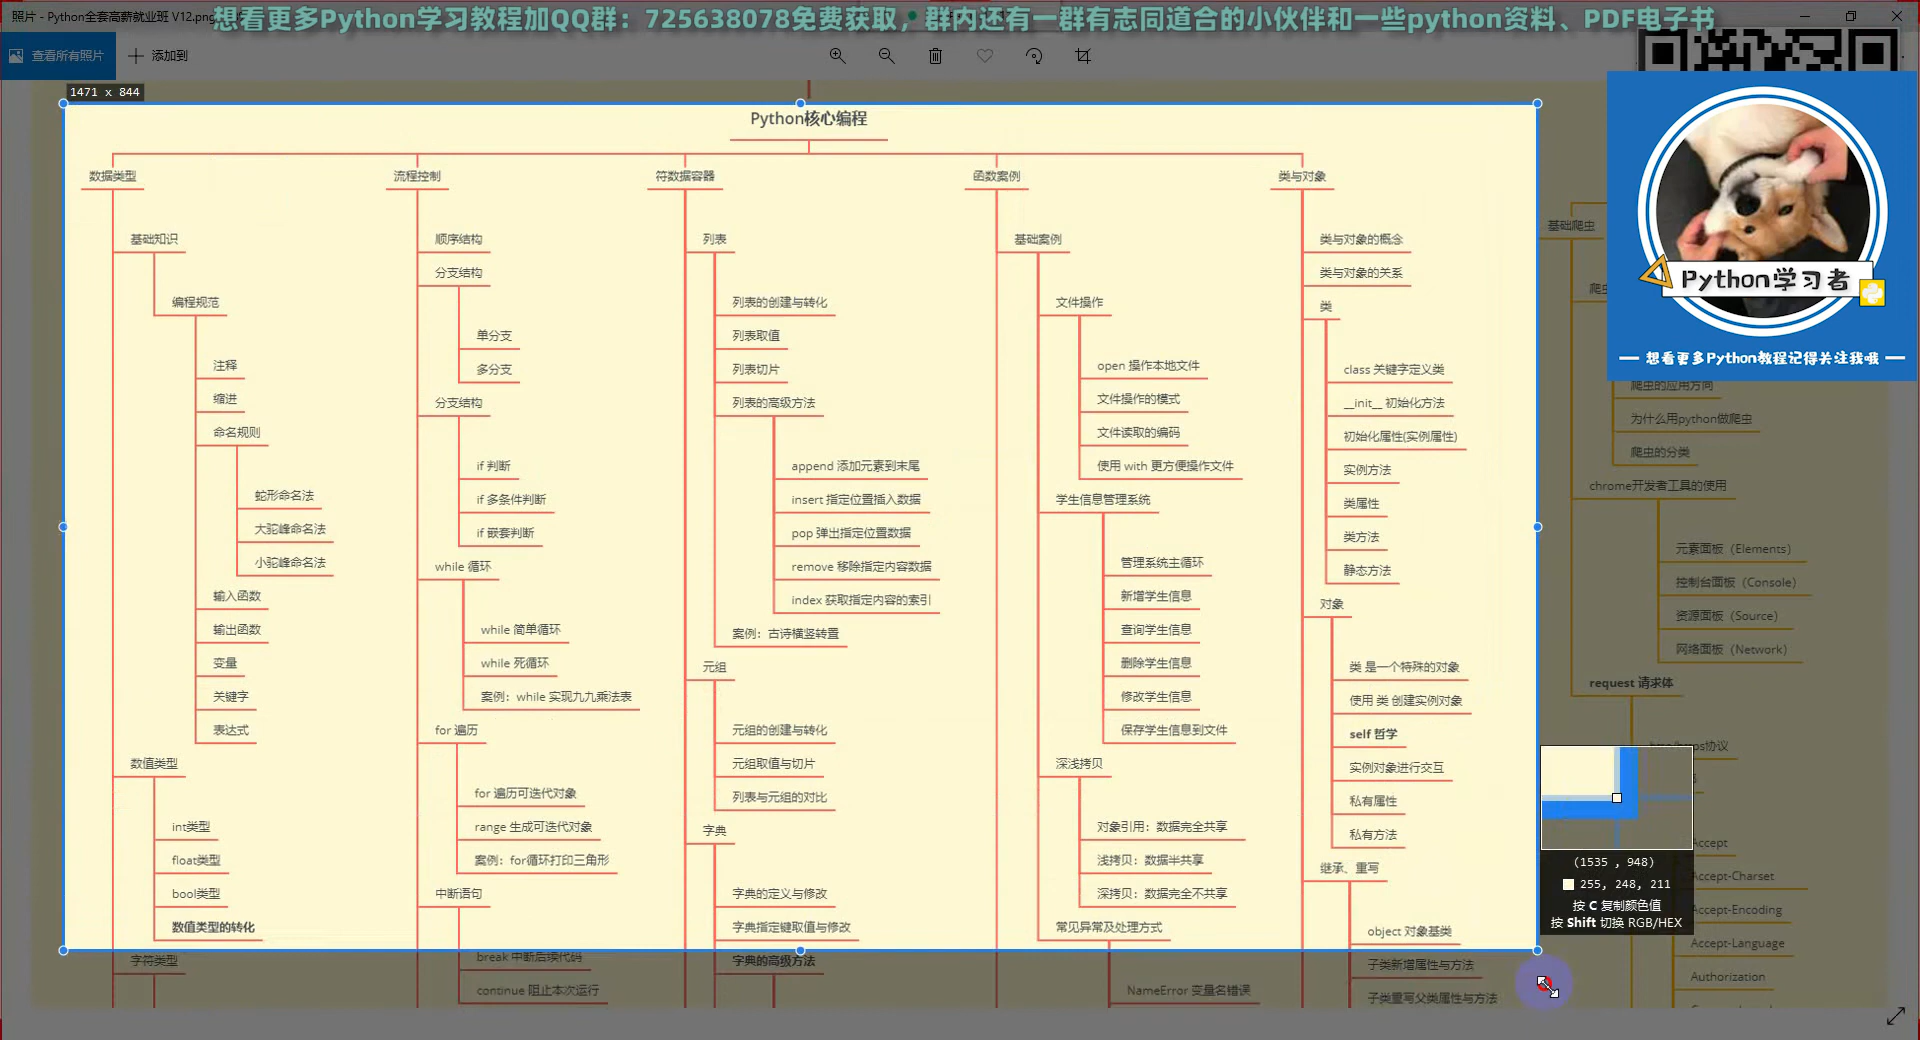 照片 - Python全套高薪就业班 V12.png
想看更多Python学习教程加QQ群：725638078免费获取，群内还有一群有志同道合的小伙伴和一些python资料、PDF电子书
查看所有照片
添加到
1471 x 844
Python核心编程
数据类型
基础知识
编程规范
注释
缩进
命名规则
蛇形命名法
大驼峰命名法
小驼峰命名法
输入函数
输出函数
变量
关键字
表达式
数值类型
int类型
float类型
bool类型
数值类型的转化
字符类型
流程控制
顺序结构
分支结构
单分支
多分支
分支结构
if 判断
if 多条件判断
if 嵌套判断
while 循环
while 简单循环
while 死循环
案例：while 实现九九乘法表
for 遍历
for 遍历可迭代对象
range 生成可迭代对象
案例：for循环打印三角形
中断语句
break 中断后续代码
continue 阻止本次运行
符数据容器
列表
列表的创建与转化
列表取值
列表切片
列表的高级方法
append 添加元素到末尾
insert 指定位置插入数据
pop 弹出指定位置数据
remove 移除指定内容数据
index 获取指定内容的索引
案例：古诗横竖转置
元组
元组的创建与转化
元组取值与切片
列表与元组的对比
字典
字典的定义与修改
字典指定键取值与修改
字典的高级方法
函数案例
基础案例
文件操作
open 操作本地文件
文件操作的模式
文件读取的编码
使用 with 更方便操作文件
学生信息管理系统
管理系统主循环
新增学生信息
查询学生信息
删除学生信息
修改学生信息
保存学生信息到文件
深浅拷贝
对象引用：数据完全共享
浅拷贝：数据半共享
深拷贝：数据完全不共享
常见异常及处理方式
NameError 变量名错误
类与对象
类与对象的概念
类与对象的关系
类
class 关键字定义类
__init__ 初始化方法
初始化属性(实例属性)
实例方法
类属性
类方法
静态方法
对象
类 是一个特殊的对象
使用 类 创建实例对象
self 哲学
实例对象进行交互
私有属性
私有方法
继承、重写
object 对象基类
子类新增属性与方法
子类重写父类属性与方法
基础爬虫
Python学习者
想看更多Python教程记得关注我哦
爬虫的应用方向
为什么用python做爬虫
爬虫的分类
chrome开发者工具的使用
元素面板（Elements）
控制台面板（Console）
资源面板（Source）
网络面板（Network）
request 请求体
(1535 , 948)
255, 248, 211
按 C 复制颜色值
按 Shift 切换 RGB/HEX
Accept
Accept-Charset
Accept-Encoding
Accept-Language
Authorization